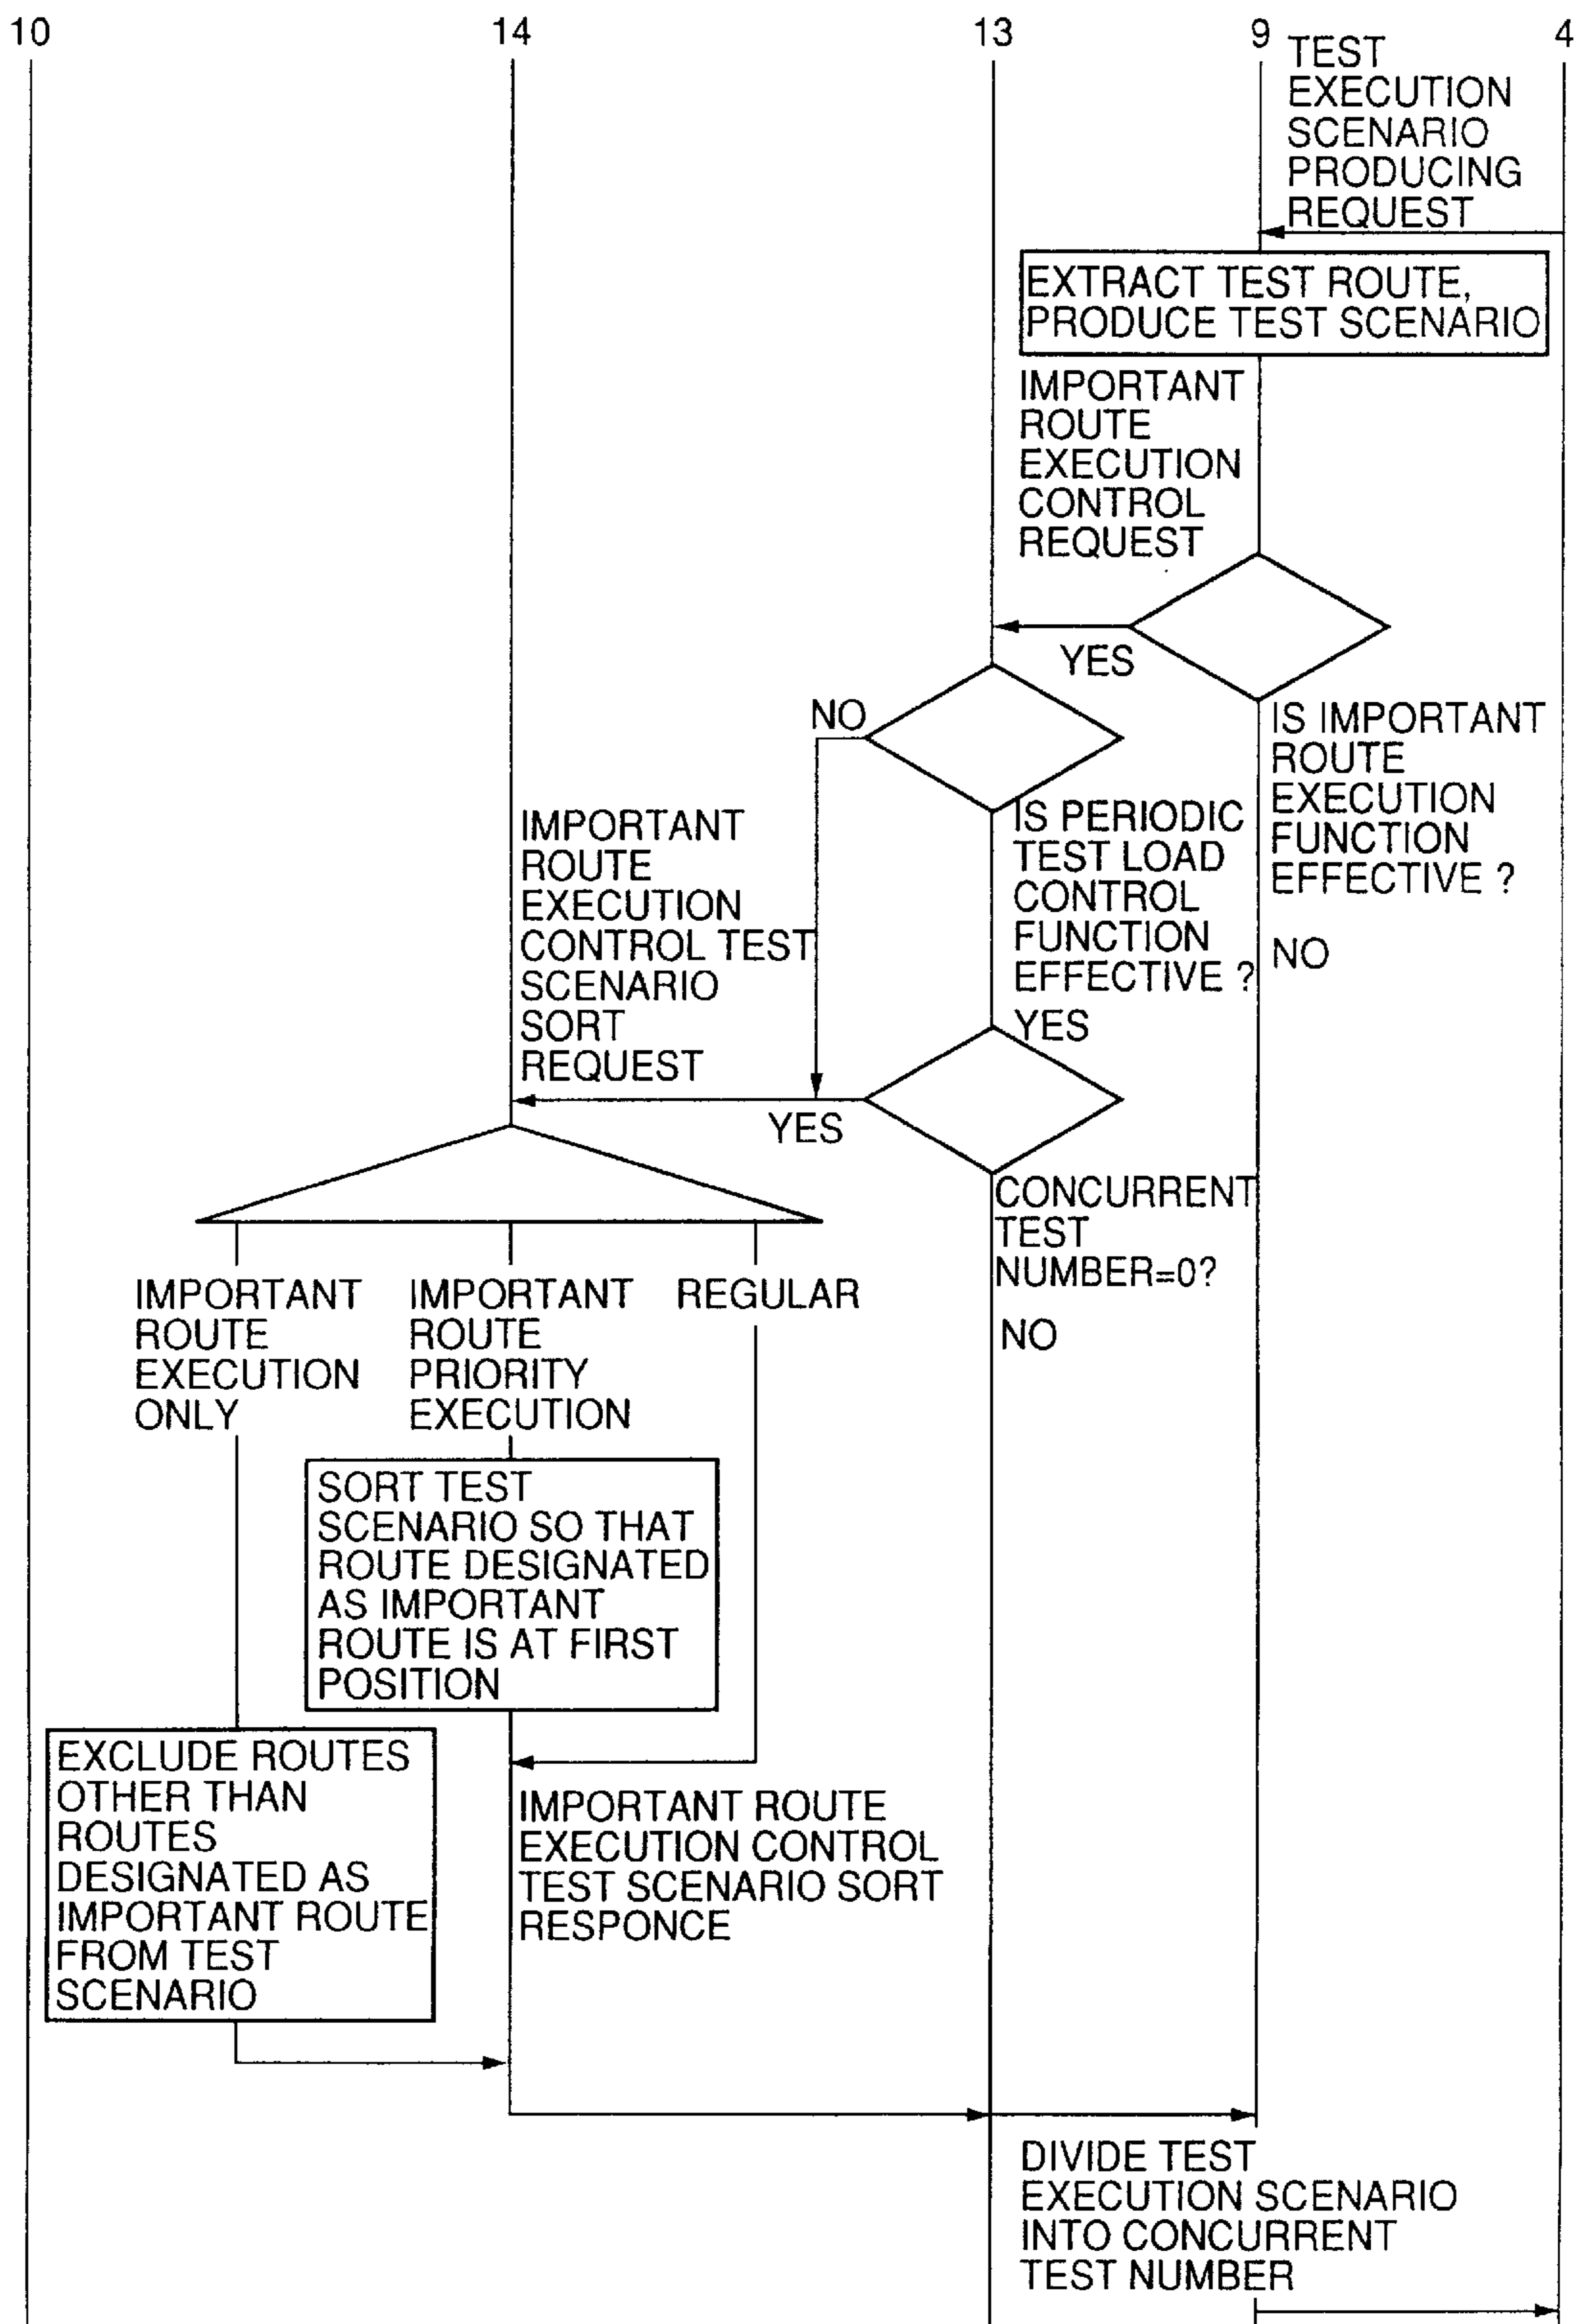 10 14 13 9 4
TEST
EXECUTION
SCENARIO
PRODUCING
REQUEST
EXTRACT TEST ROUTE,
PRODUCE TEST SCENARIO
IMPORTANT
ROUTE
EXECUTION
CONTROL
REQUEST
YES
IS IMPORTANT
ROUTE
EXECUTION
FUNCTION
EFFECTIVE ?
NO
NO
IS PERIODIC
TEST LOAD
CONTROL
FUNCTION
EFFECTIVE ?
YES
IMPORTANT
ROUTE
EXECUTION
CONTROL TEST
SCENARIO
SORT
REQUEST
YES
CONCURRENT
TEST
NUMBER=0?
NO
IMPORTANT
ROUTE
EXECUTION
ONLY
IMPORTANT
ROUTE
PRIORITY
EXECUTION
REGULAR
SORT TEST
SCENARIO SO THAT
ROUTE DESIGNATED
AS IMPORTANT
ROUTE IS AT FIRST
POSITION
EXCLUDE ROUTES
OTHER THAN
ROUTES
DESIGNATED AS
IMPORTANT ROUTE
FROM TEST
SCENARIO
IMPORTANT ROUTE
EXECUTION CONTROL
TEST SCENARIO SORT
RESPONCE
DIVIDE TEST
EXECUTION SCENARIO
INTO CONCURRENT
TEST NUMBER